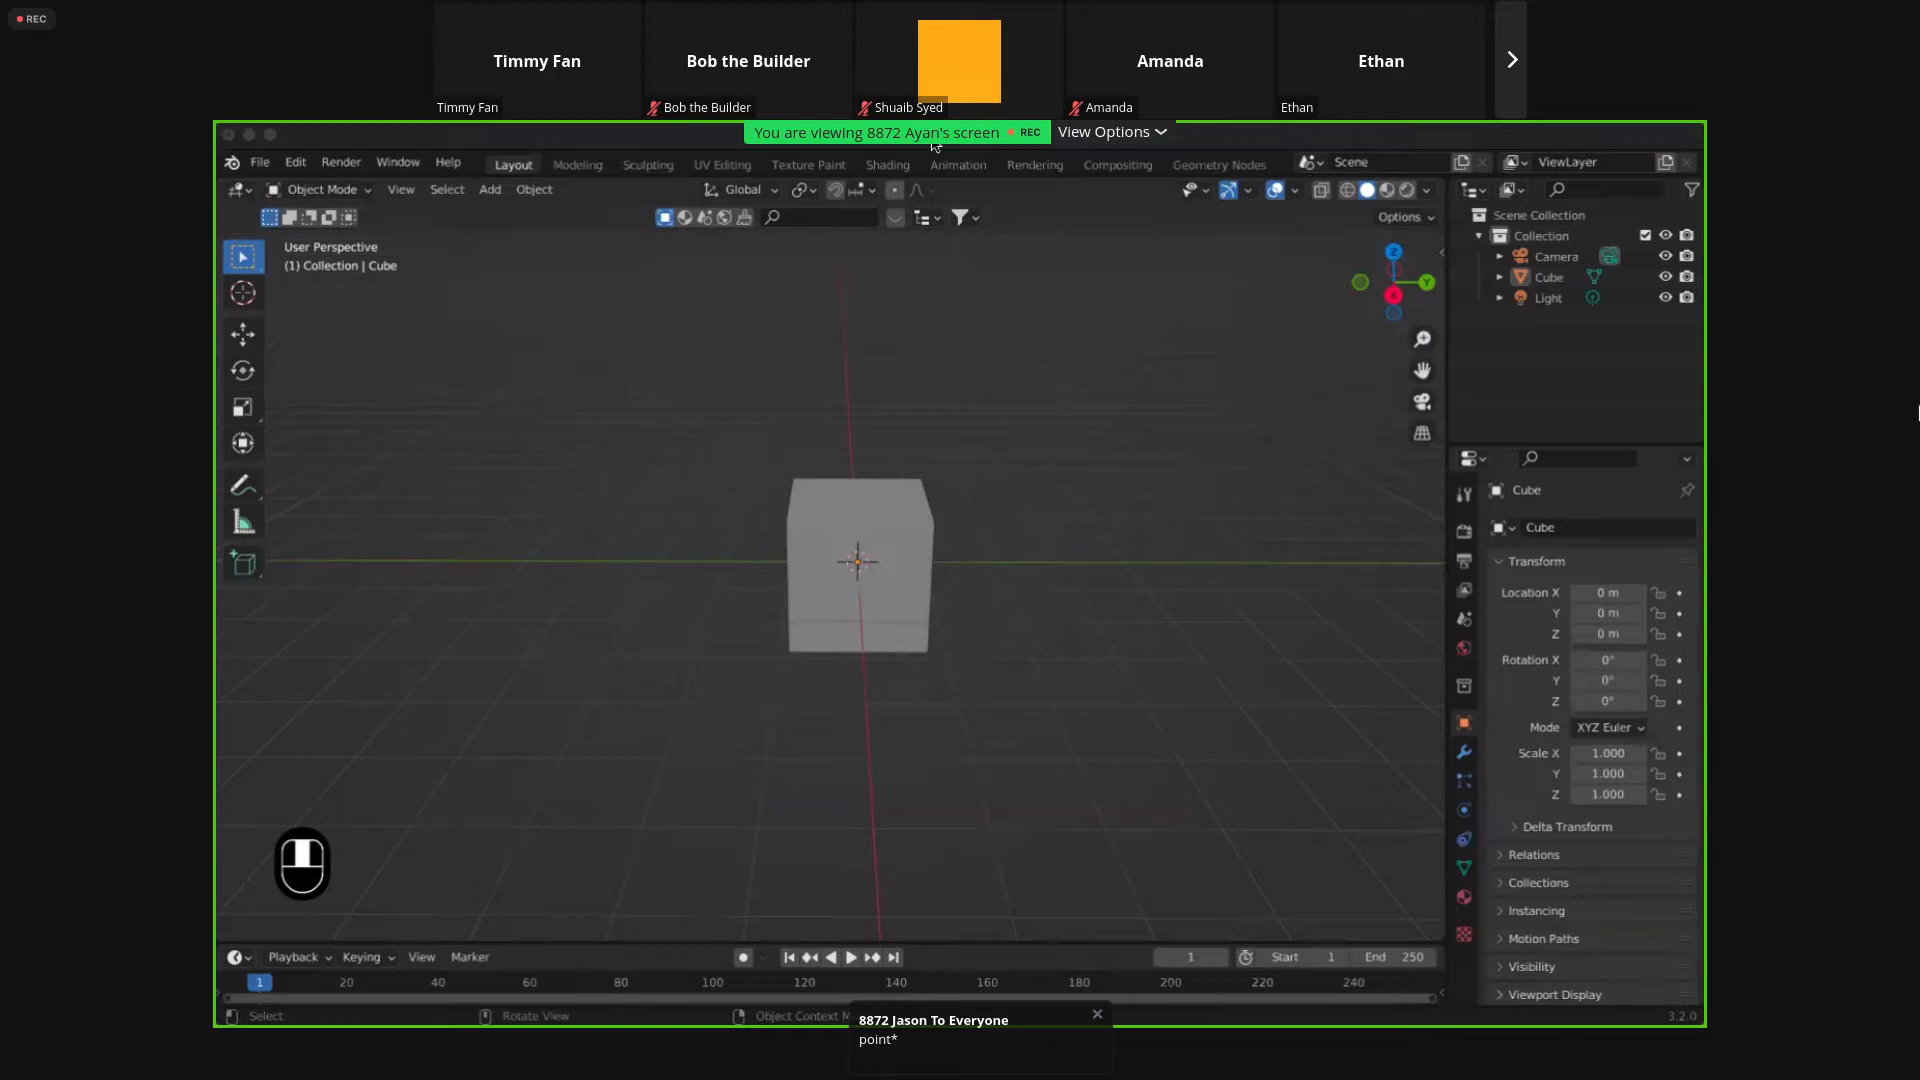 REC
Timmy Fan
Bob the Builder
Amanda
Ethan
Timmy Fan
Bob the Builder
Shuaib Syed
Amanda
Ethan
You are viewing 8872 Ayan's screen REC View Options
File Edit Render Window Help Layout Modeling Sculpting UV Editing Texture Paint Shading Animation Rendering Compositing Geometry Nodes Scene ViewLayer
Object Mode View Select Add Object Global
Options
User Perspective
(1) Collection | Cube
Z
Y
X
Scene Collection
Collection
Camera
Cube
Light
Cube
Cube
Transform
Location X 0 m
Y 0 m
Z 0 m
Rotation X 0°
Y 0°
Z 0°
Mode XYZ Euler
Scale X 1.000
Y 1.000
Z 1.000
Delta Transform
Relations
Collections
Instancing
Motion Paths
Visibility
Viewport Display
Playback Keying View Marker 1 Start 1 End 250
1 20 40 60 80 100 120 140 160 180 200 220 240
Select Rotate View Object Context M 3.2.0
8872 Jason To Everyone
point*